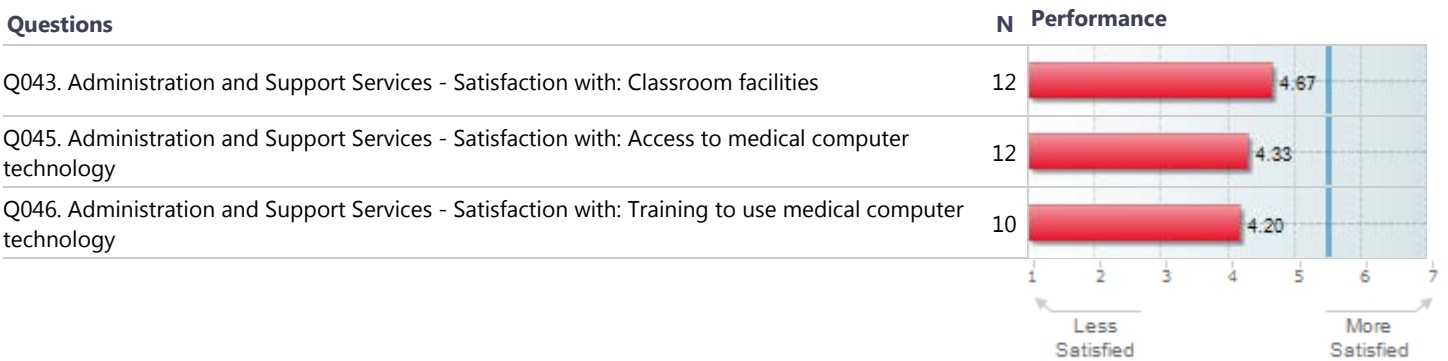 Questions N Performance
Q043. Administration and Support Services - Satisfaction with: Classroom facilities 12 4.67
Q045. Administration and Support Services - Satisfaction with: Access to medical computer
technology 12 4.33
Q046. Administration and Support Services - Satisfaction with: Training to use medical computer
technology 10 4.20
1 2 3 4 5 6 7
Less More
Satisfied Satisfied